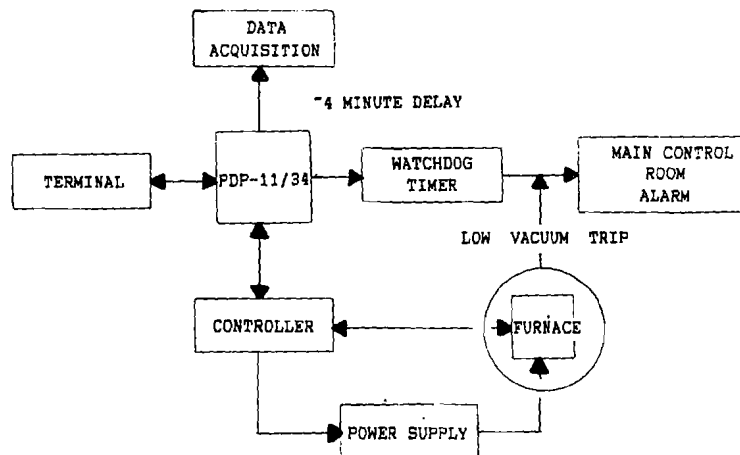 DATA
ACQUISITION
~4 MINUTE DELAY
TERMINAL
PDP-11/34
WATCHDOG
TIMER
MAIN CONTROL
ROOM
ALARM
LOW VACUUM TRIP
CONTROLLER
FURNACE
POWER SUPPLY